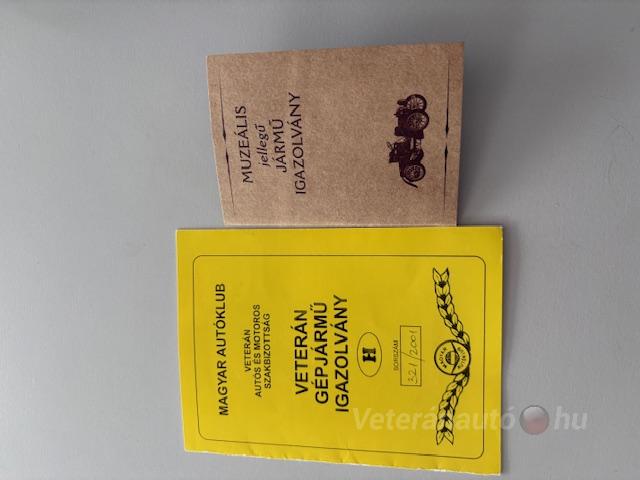 MUZEÁLIS
jellegű
JÁRMŰ
IGAZOLVÁNY
MAGYAR AUTÓKLUB
VETERÁN
AUTÓS ÉS MOTOROS
SZAKBIZOTTSÁG
VETERÁN
GÉPJÁRMŰ
IGAZOLVÁNY
H
SORSZÁM
321/2001
MAGYAR
Veteránautó.hu